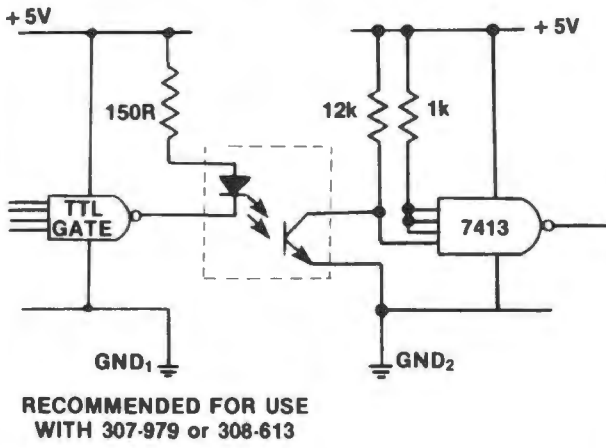 + 5V
+ 5V
150R
12k
1k
TTL
GATE
7413
GND₁
GND₂
RECOMMENDED FOR USE
WITH 307-979 or 308-613